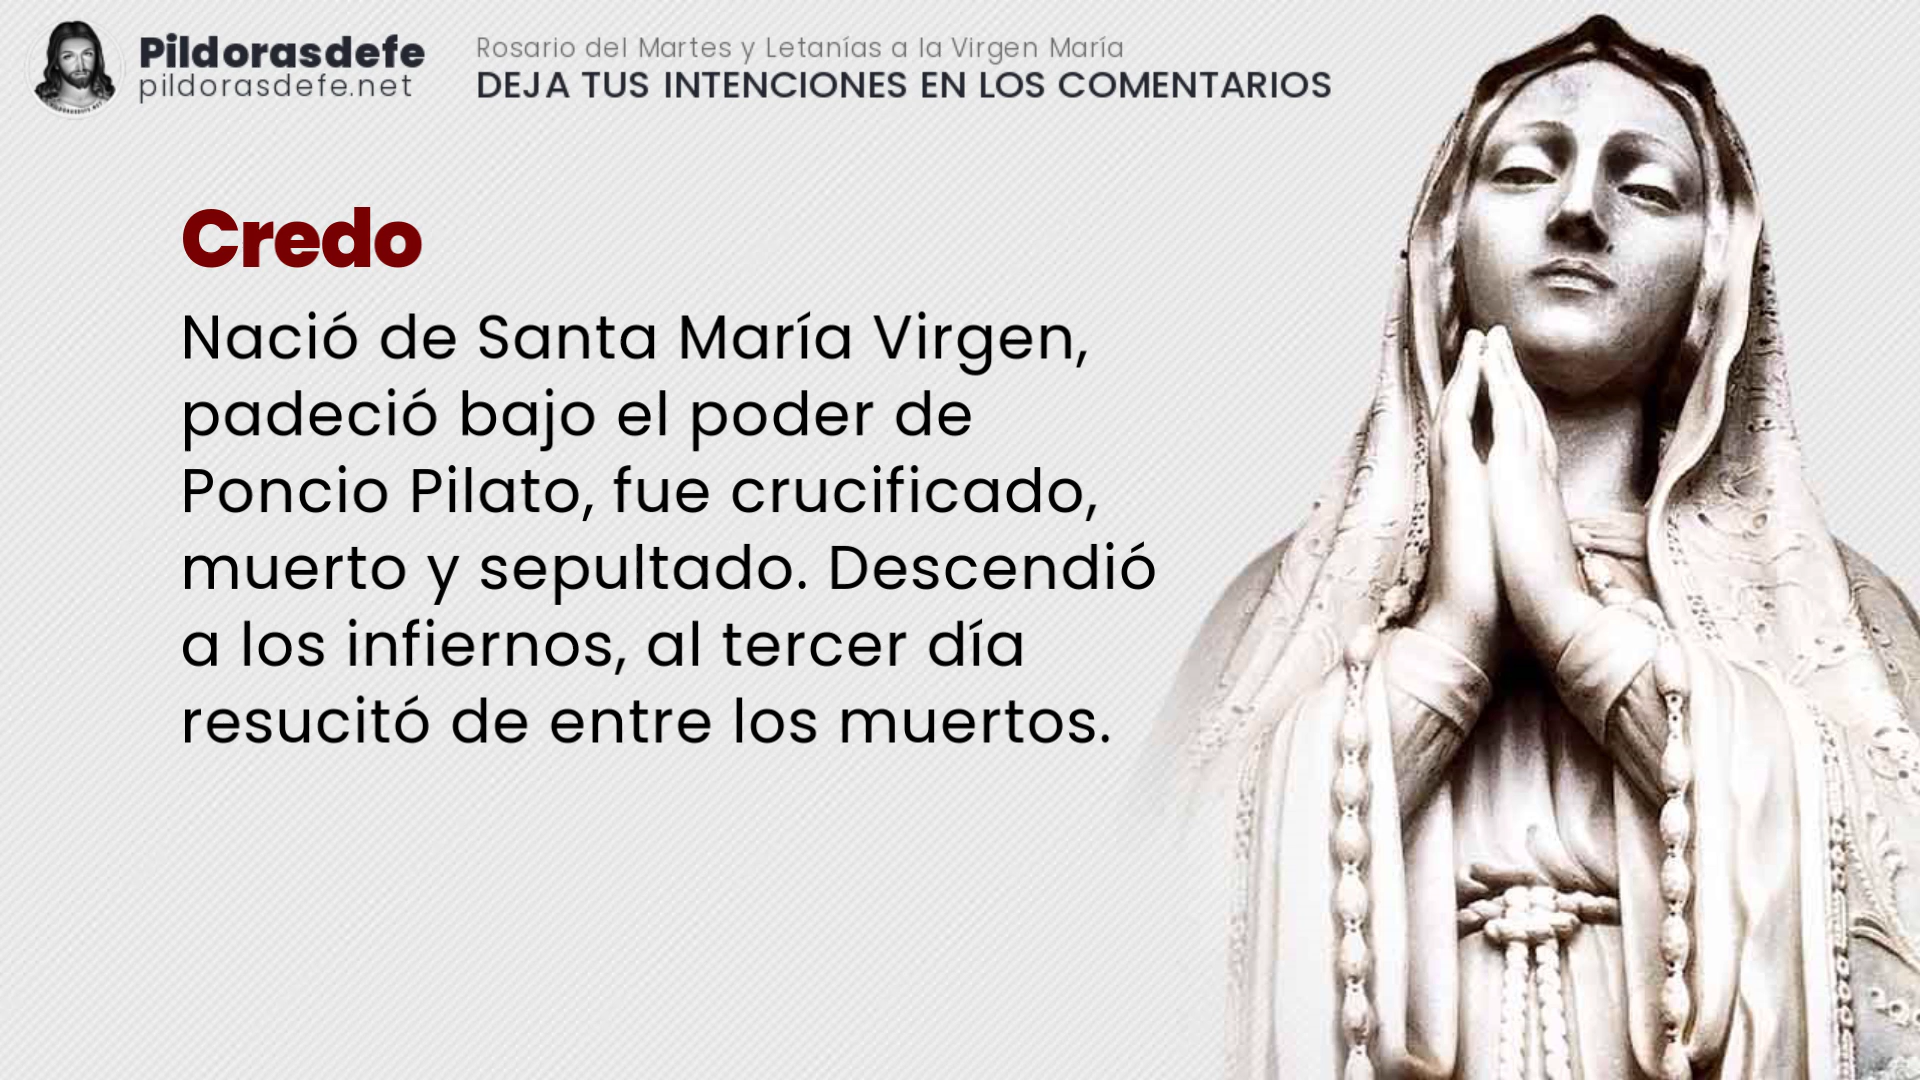 Pildorasdefe
pildorasdefe.net
Rosario del Martes y Letanías a la Virgen María
DEJA TUS INTENCIONES EN LOS COMENTARIOS
Credo
Nació de Santa María Virgen,
padeció bajo el poder de
Poncio Pilato, fue crucificado,
muerto y sepultado. Descendió
a los infiernos, al tercer día
resucitó de entre los muertos.